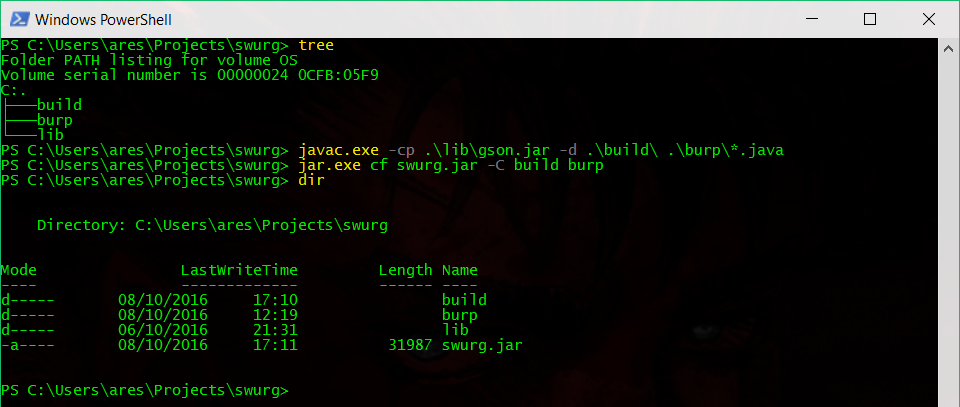 Windows PowerShell
PS C:\Users\ares\Projects\swurg> tree
Folder PATH listing for volume OS
Volume serial number is 00000024 0CFB:05F9
C:.
├───build
├───burp
└───lib
PS C:\Users\ares\Projects\swurg> javac.exe -cp .\lib\gson.jar -d .\build\ .\burp\*.java
PS C:\Users\ares\Projects\swurg> jar.exe cf swurg.jar -C build burp
PS C:\Users\ares\Projects\swurg> dir
    Directory: C:\Users\ares\Projects\swurg
Mode                LastWriteTime         Length Name
----                -------------         ------ ----
d-----       08/10/2016     17:10                build
d-----       08/10/2016     12:19                burp
d-----       06/10/2016     21:31                lib
-a----       08/10/2016     17:11          31987 swurg.jar
PS C:\Users\ares\Projects\swurg>